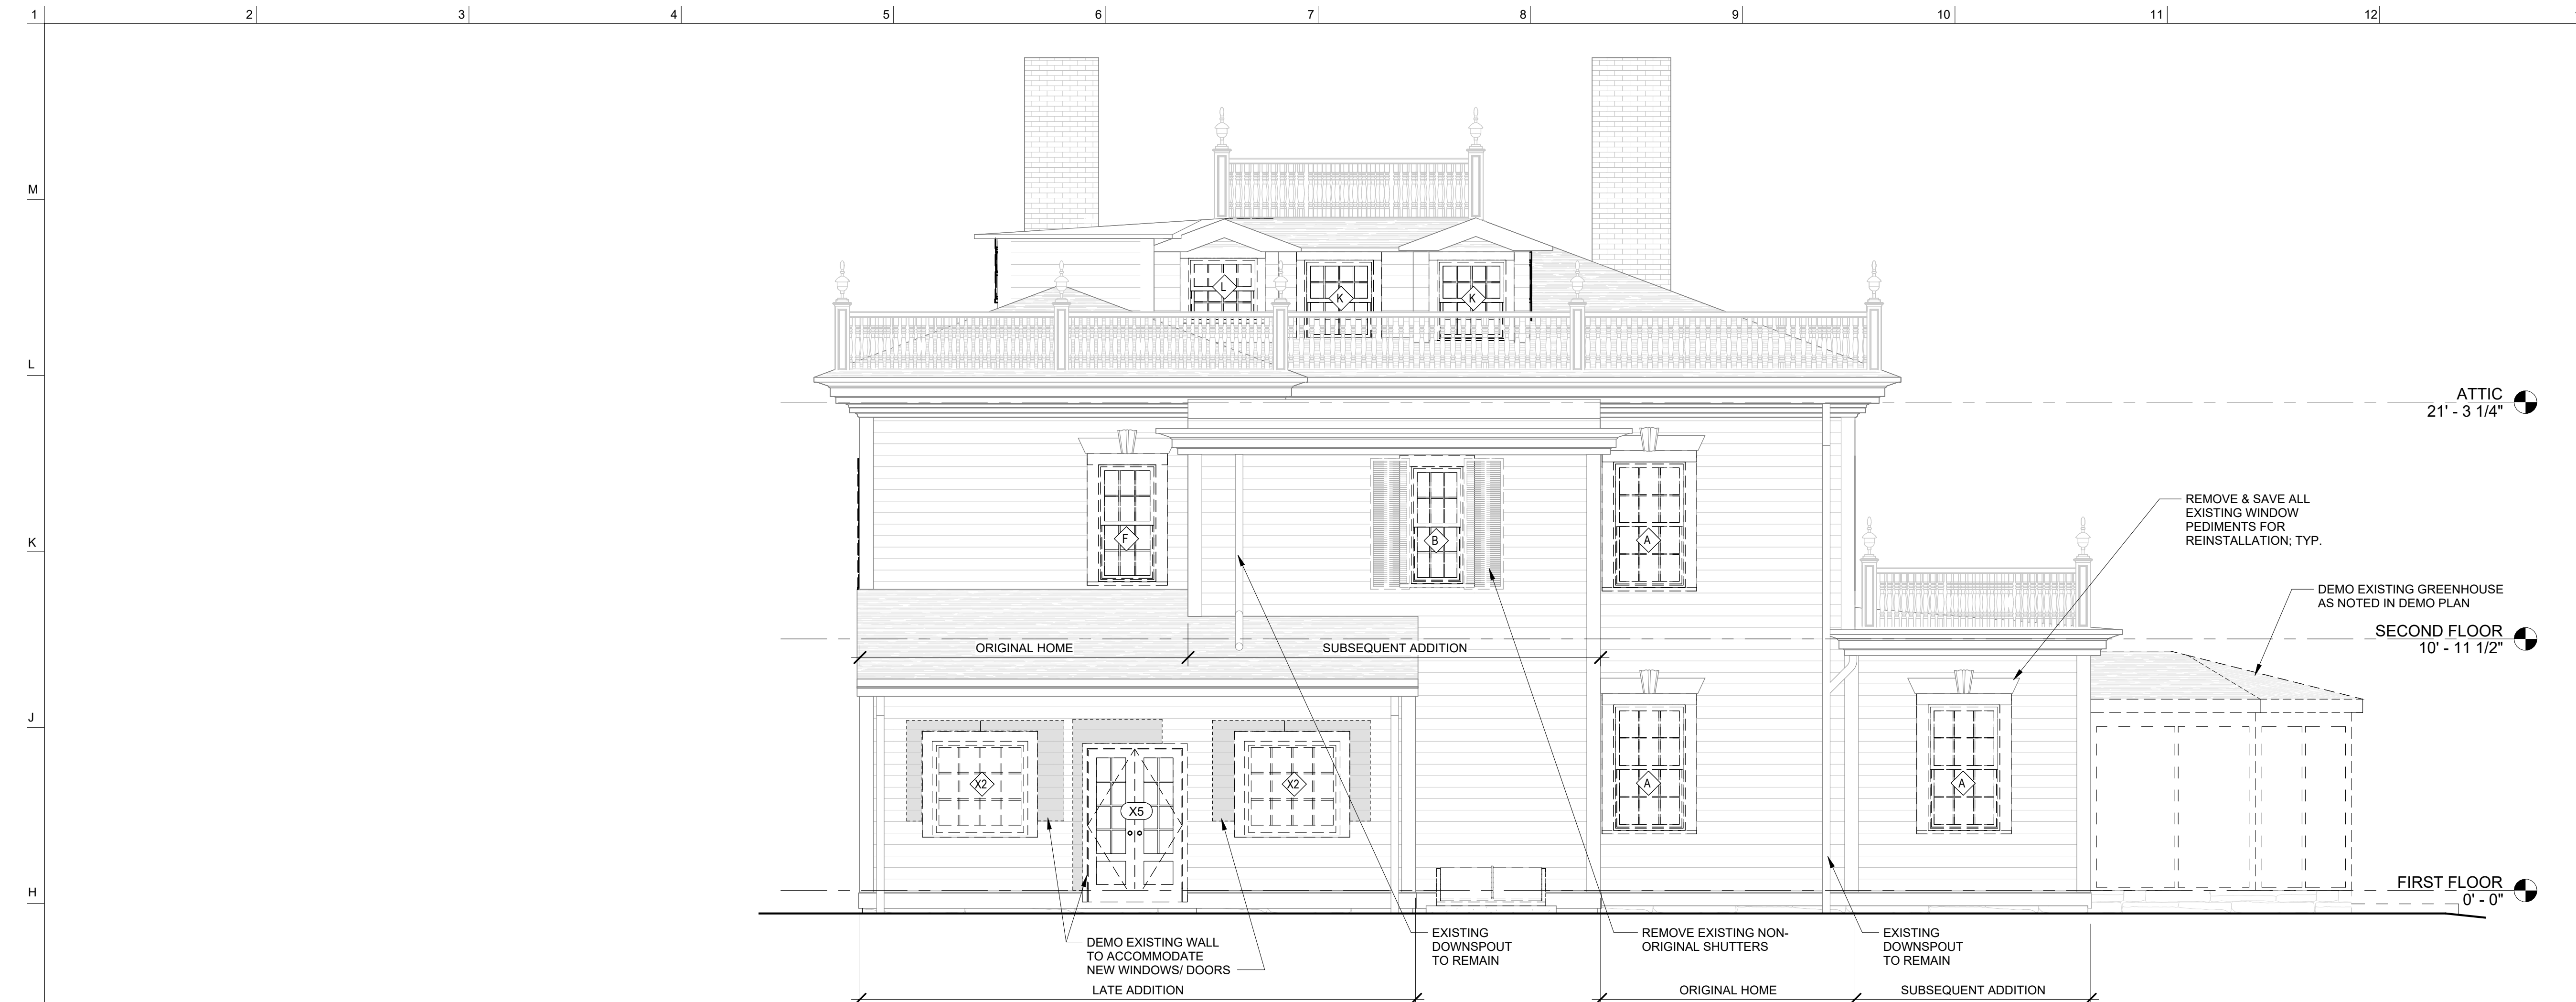 1 2 3 4 5 6 7 8 9 10 11 12
M
L
K
J
H
L
K
K
ATTIC
21' - 3 1/4"
F
B
A
REMOVE & SAVE ALL
EXISTING WINDOW
PEDIMENTS FOR
REINSTALLATION; TYP.
DEMO EXISTING GREENHOUSE
AS NOTED IN DEMO PLAN
SECOND FLOOR
10' - 11 1/2"
ORIGINAL HOME
SUBSEQUENT ADDITION
X2
X5
X2
A
A
FIRST FLOOR
0' - 0"
DEMO EXISTING WALL
TO ACCOMMODATE
NEW WINDOWS/ DOORS
EXISTING
DOWNSPOUT
TO REMAIN
REMOVE EXISTING NON-
ORIGINAL SHUTTERS
EXISTING
DOWNSPOUT
TO REMAIN
LATE ADDITION
ORIGINAL HOME
SUBSEQUENT ADDITION